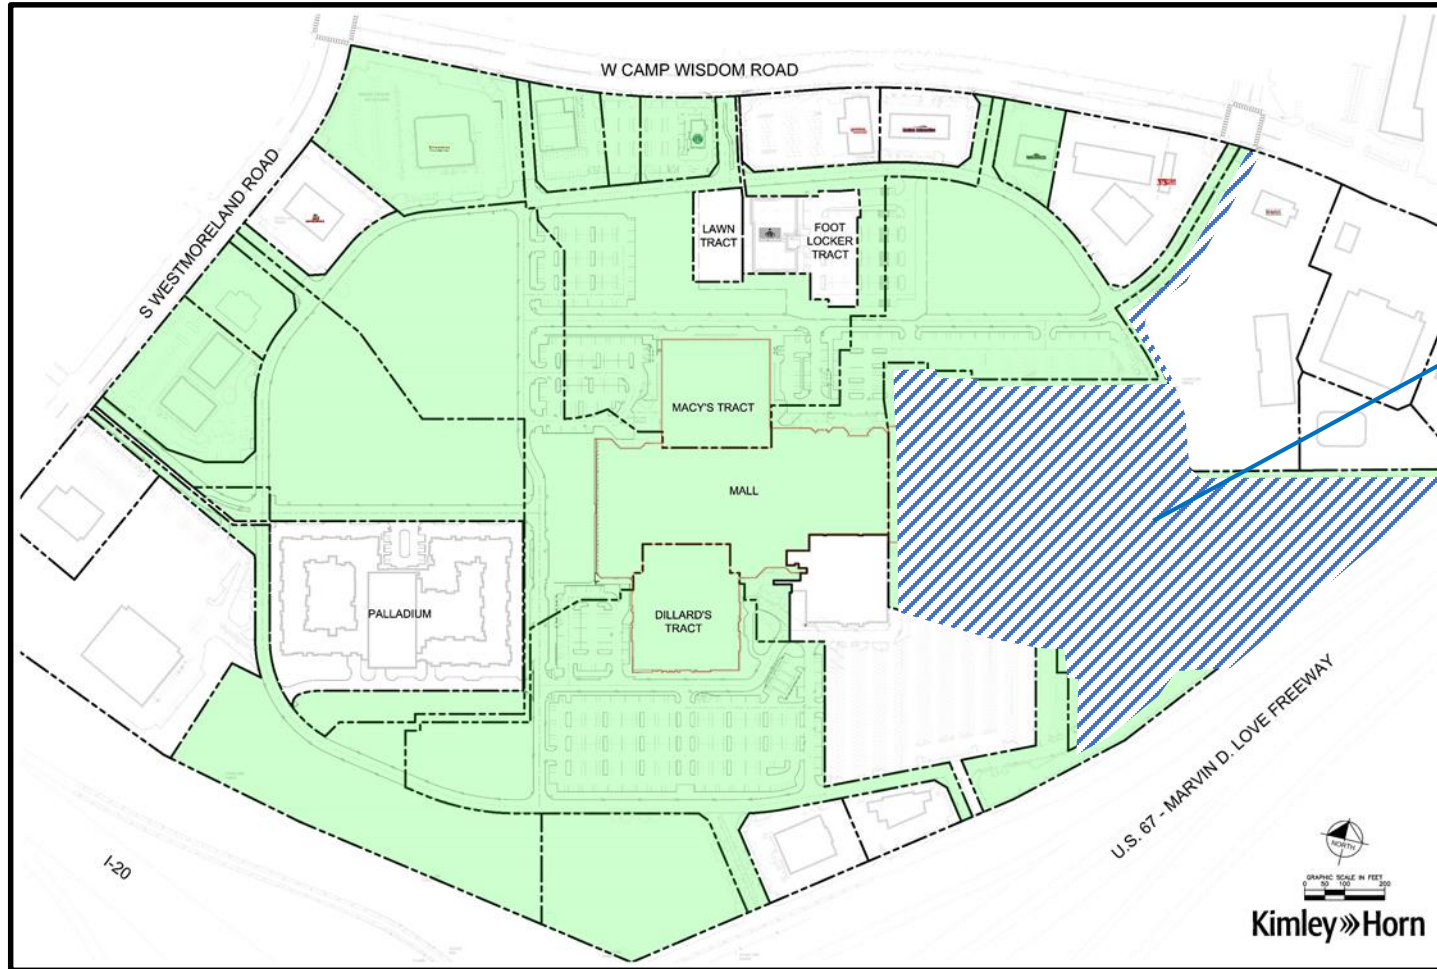 W CAMP WISDOM ROAD
S WESTMORELAND ROAD
LAWN
TRACT
FOOT
LOCKER
TRACT
MACY'S TRACT
MALL
PALLADIUM
DILLARD'S
TRACT
U.S. 67 - MARVIN D. LOVE FREEWAY
I-20
NORTH
GRAPHIC SCALE IN FEET
0 50 100 200
Kimley»Horn